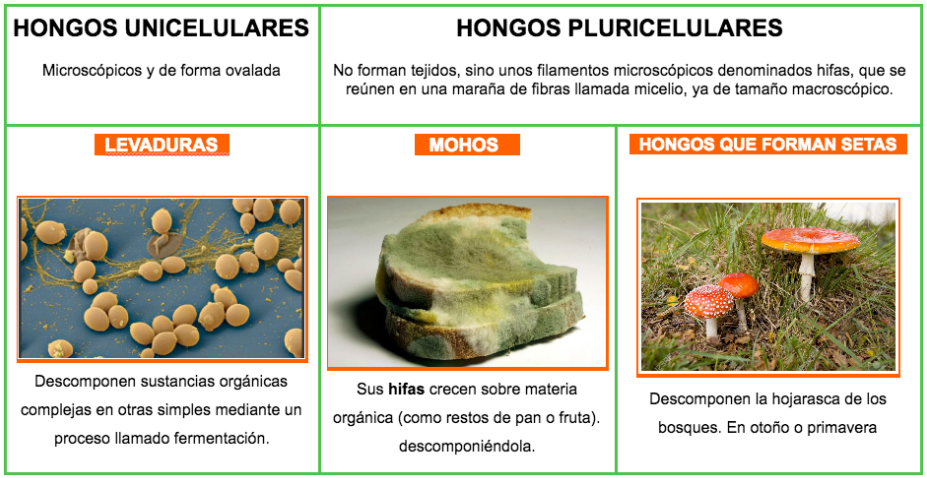 HONGOS UNICELULARES
Microscópicos y de forma ovalada
HONGOS PLURICELULARES
No forman tejidos, sino unos filamentos microscópicos denominados hifas, que se
reúnen en una maraña de fibras llamada micelio, ya de tamaño macroscópico.
LEVADURAS
Descomponen sustancias orgánicas
complejas en otras simples mediante un
proceso llamado fermentación.
MOHOS
Sus hifas crecen sobre materia
orgánica (como restos de pan o fruta).
descomponiéndola.
HONGOS QUE FORMAN SETAS
Descomponen la hojarasca de los
bosques. En otoño o primavera